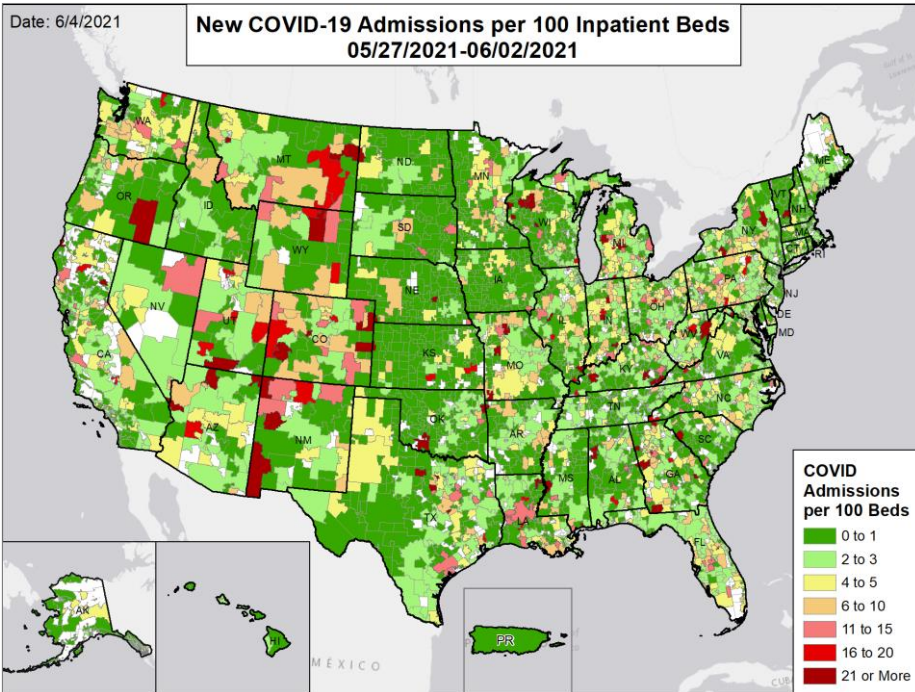 Date: 6/4/2021
New COVID-19 Admissions per 100 Inpatient Beds
05/27/2021-06/02/2021
WA
MT
ND
MN
ME
OR
ID
SD
WI
MI
VT
NH
NY
MA
CT
RI
WY
NE
IA
PA
NJ
NV
UT
CO
KS
MO
IL
OH
DE
MD
CA
WV
VA
KY
AZ
NM
OK
AR
TN
NC
SC
TX
LA
MS
AL
GA
FL
AK
HI
PR
MÉXICO
CUBA
COVID
Admissions
per 100 Beds
0 to 1
2 to 3
4 to 5
6 to 10
11 to 15
16 to 20
21 or More